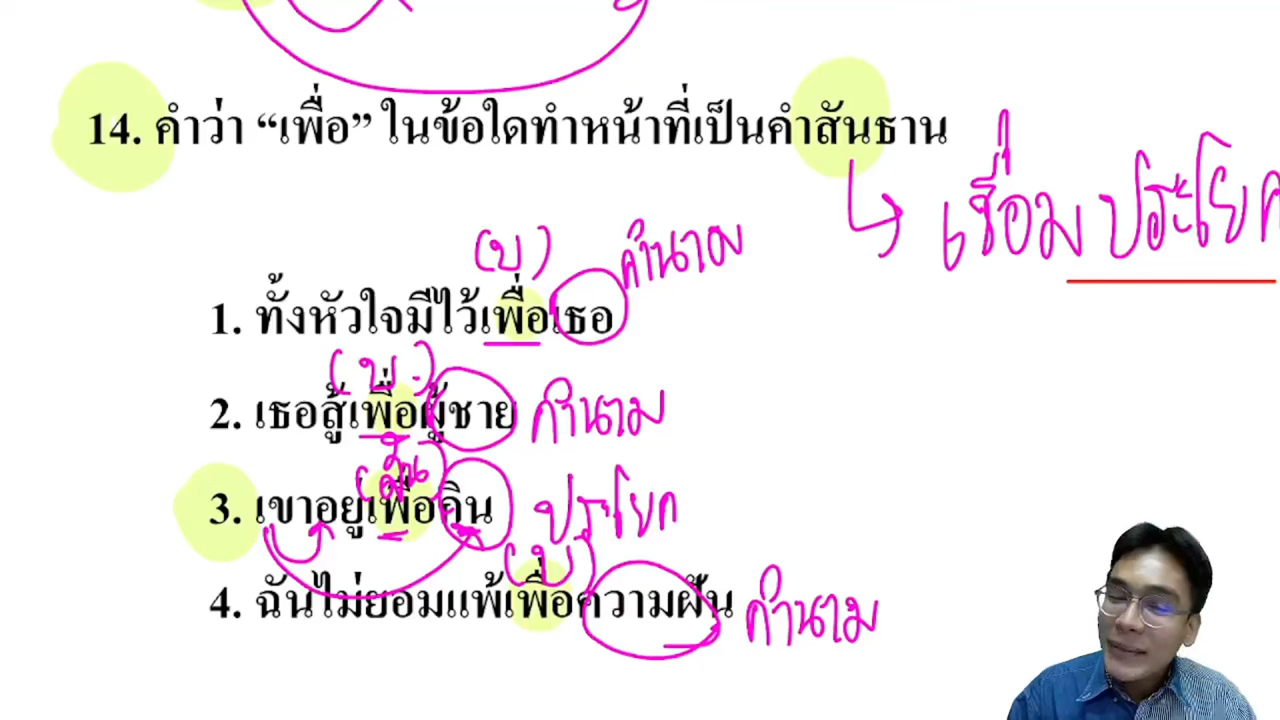 14. คำว่า “เพื่อ” ในข้อใดทำหน้าที่เป็นคำสันธาน
เชื่อม ประโยค
(บ) คำนาม
1. ทั้งหัวใจมีไว้เพื่อเธอ
(บ.)
2. เธอสู้เพื่อผู้ชาย คำนาม
3. เขาอยู่เพื่อคิน ประโยค
(บ)
4. ฉันไม่ยอมแพ้เพื่อความฝัน คำนาม